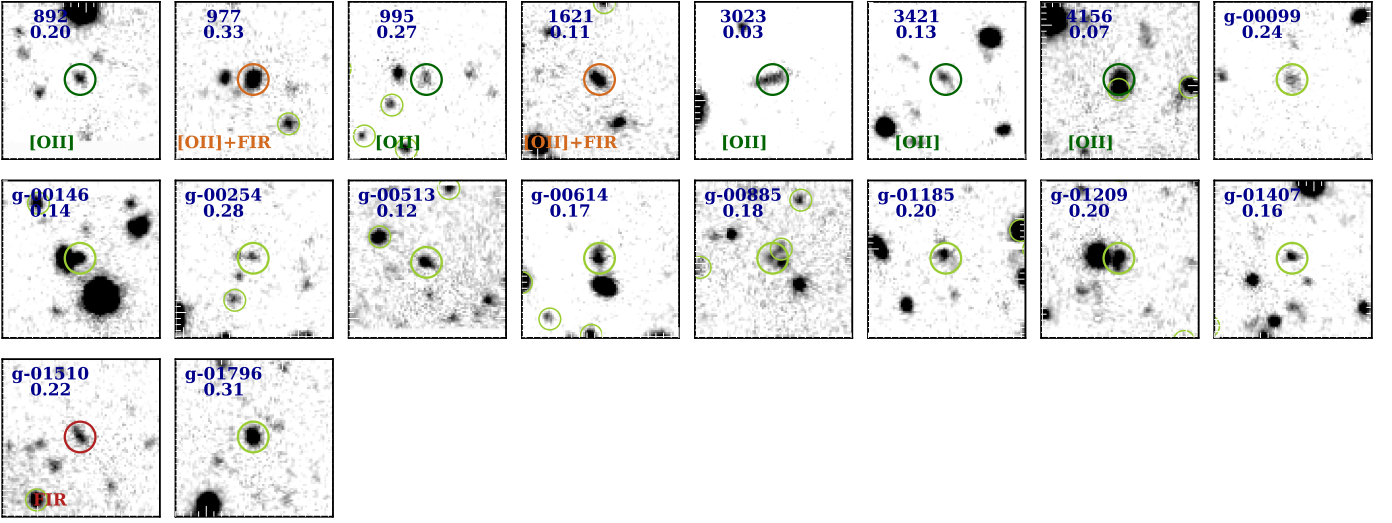 892
0.20
[OII]
977
0.33
[OII]+FIR
995
0.27
[OII]
1621
0.11
[OII]+FIR
3023
0.03
[OII]
3421
0.13
[OII]
4156
0.07
[OII]
g-00099
0.24
g-00146
0.14
g-00254
0.28
g-00513
0.12
g-00614
0.17
g-00885
0.18
g-01185
0.20
g-01209
0.20
g-01407
0.16
g-01510
0.22
FIR
g-01796
0.31